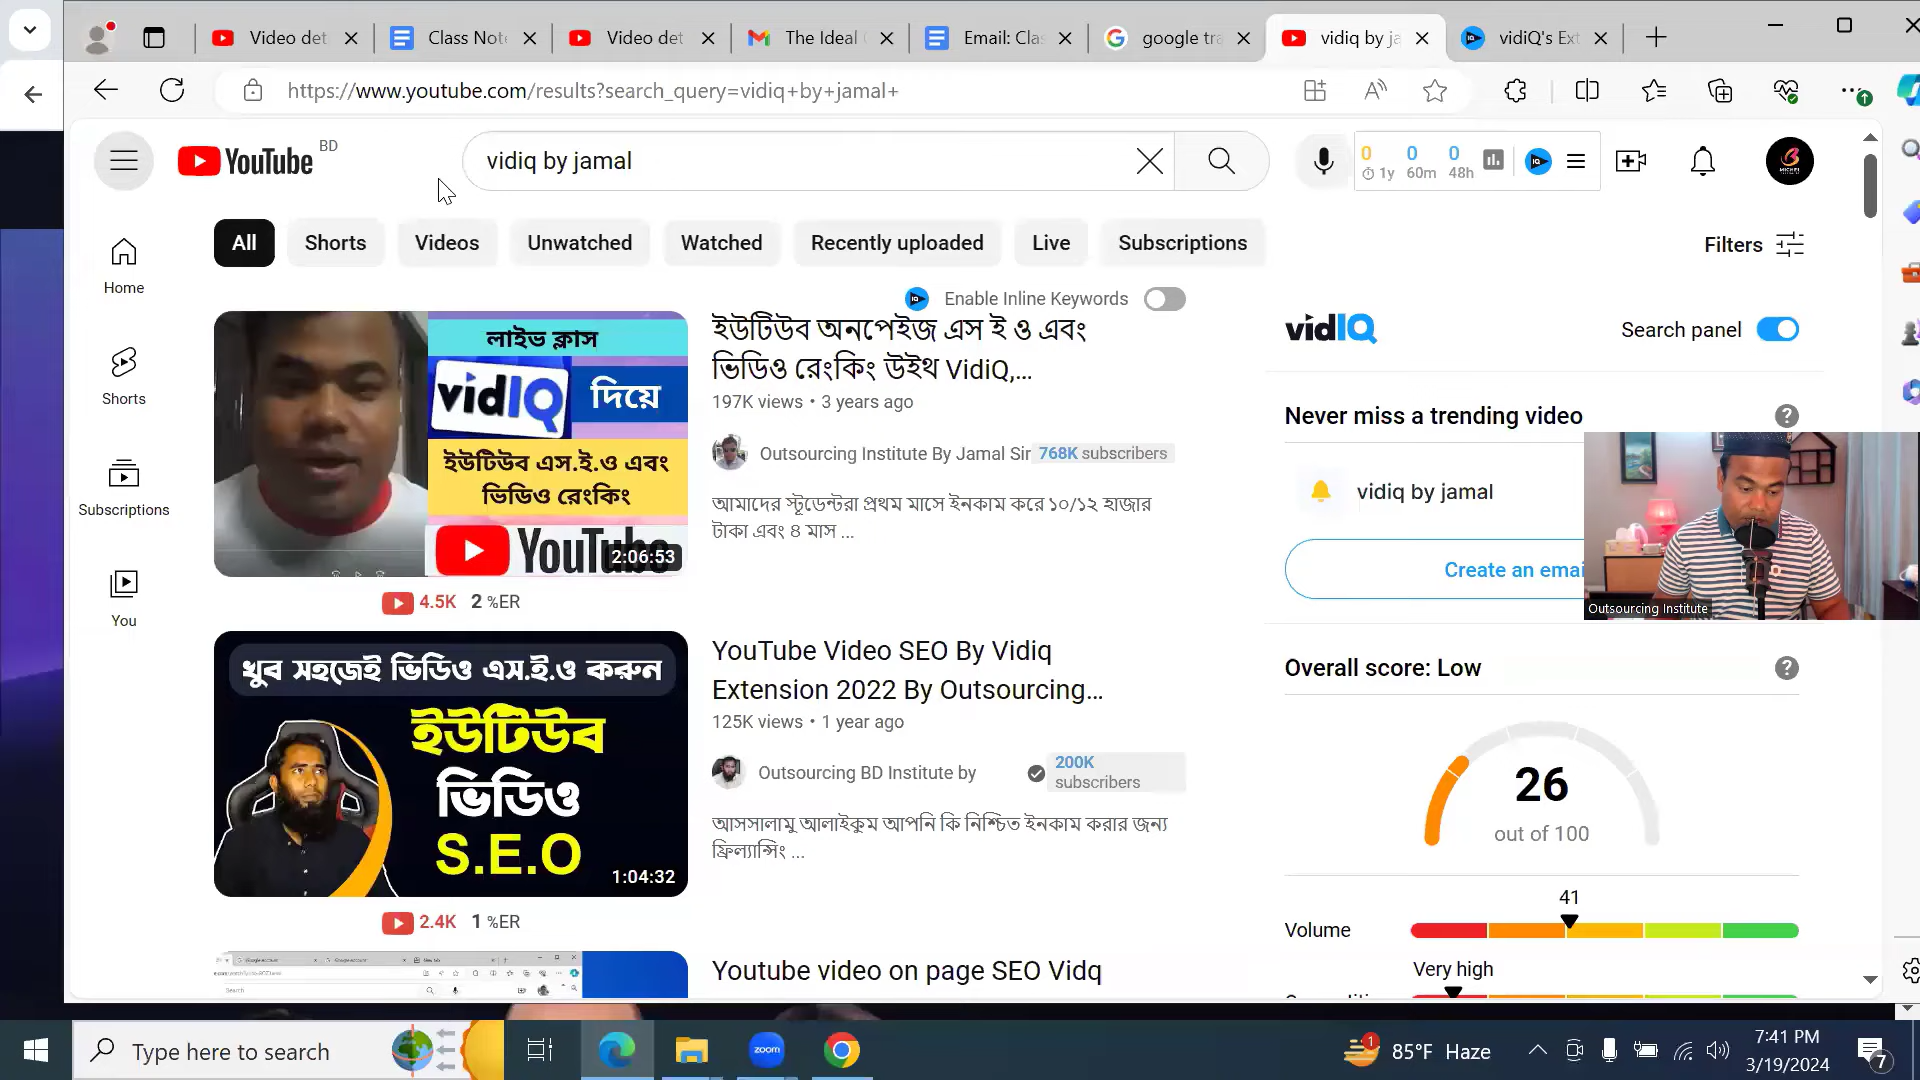 Video det
Class Note
Video det
The Ideal
Email: Cla
google tra
vidiq by ja
vidiQ's Ext
https://www.youtube.com/results?search_query=vidiq+by+jamal+
YouTube BD
vidiq by jamal
0 0 0
1y 60m 48h
All
Shorts
Videos
Unwatched
Watched
Recently uploaded
Live
Subscriptions
Filters
Home
Shorts
Subscriptions
You
Enable Inline Keywords
লাইভ ক্লাস
vidIQ দিয়ে
ইউটিউব এস.ই.ও এবং
ভিডিও রেংকিং
YouTube
2:06:53
ইউটিউব অনপেইজ এস ই ও এবং
ভিডিও রেংকিং উইথ VidiQ,...
197K views • 3 years ago
Outsourcing Institute By Jamal Sir 768K subscribers
আমাদের স্টূডেন্টরা প্রথম মাসে ইনকাম করে ১০/১২ হাজার
টাকা এবং ৪ মাস ...
4.5K 2 %ER
খুব সহজেই ভিডিও এস.ই.ও করুন
ইউটিউব
ভিডিও
S.E.O
1:04:32
YouTube Video SEO By Vidiq
Extension 2022 By Outsourcing...
125K views • 1 year ago
Outsourcing BD Institute by
200K
subscribers
আসসালামু আলাইকুম আপনি কি নিশ্চিত ইনকাম করার জন্য
ফ্রিল্যান্সিং ...
2.4K 1 %ER
Youtube video on page SEO Vidq
vidIQ
Search panel
Never miss a trending video
vidiq by jamal
Create an emai
Outsourcing Institute
Overall score: Low
26
out of 100
41
Volume
Very high
Type here to search
zoom
1
85°F Haze
7:41 PM
3/19/2024
7